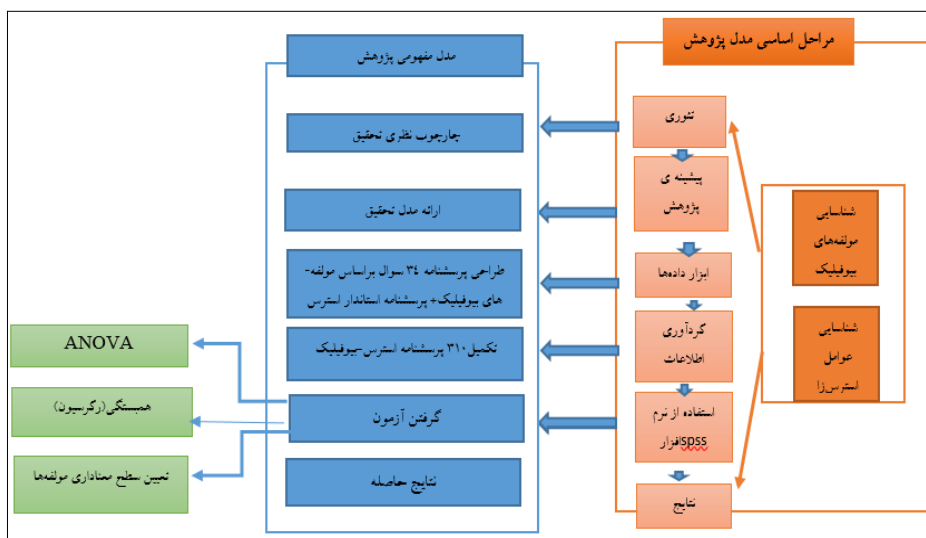 مراحل اساسی مدل پژوهش
شناسایی
مولفه‌های
بیوفیلیک
شناسایی
عوامل
استرس‌زا
تئوری
پیشینه ی
پژوهش
ابزار داده‌ها
گردآوری
اطلاعات
استفاده از نرم
افزارspss
نتایج
مدل مفهومی پژوهش
چارچوب نظری تحقیق
ارائه مدل تحقیق
طراحی پرسشنامه ۳٤ سوال براساس مولفه-
های بیوفیلیک+ پرسشنامه استاندار استرس
تکمیل ۳۱۰ پرسشنامه استرس-بیوفیلیک
گرفتن آزمون
نتایج حاصله
ANOVA
همبستگی(رگرسیون)
تعیین سطح معناداری مولفه‌ها